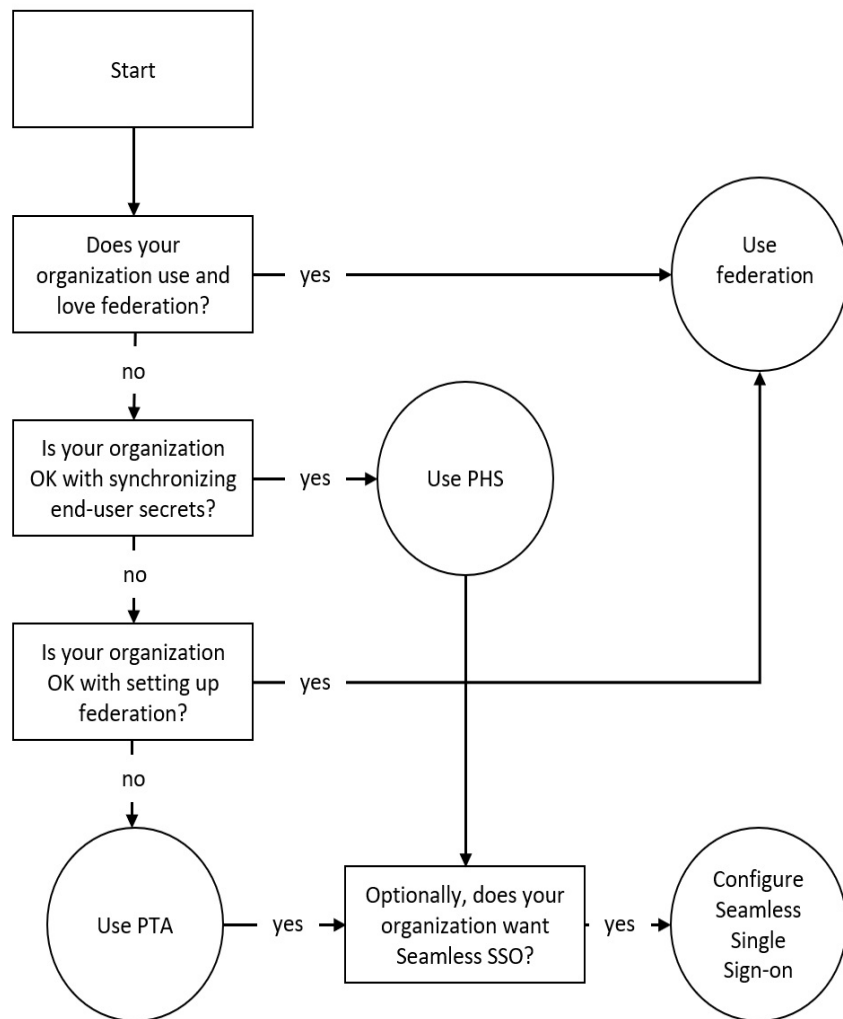 Start
Does your
organization use and
love federation?
yes
Use
federation
no
Is your organization
OK with synchronizing
end-user secrets?
yes
Use PHS
no
Is your organization
OK with setting up
federation?
yes
no
Use PTA
yes
Optionally, does your
organization want
Seamless SSO?
yes
Configure
Seamless
Single
Sign-on